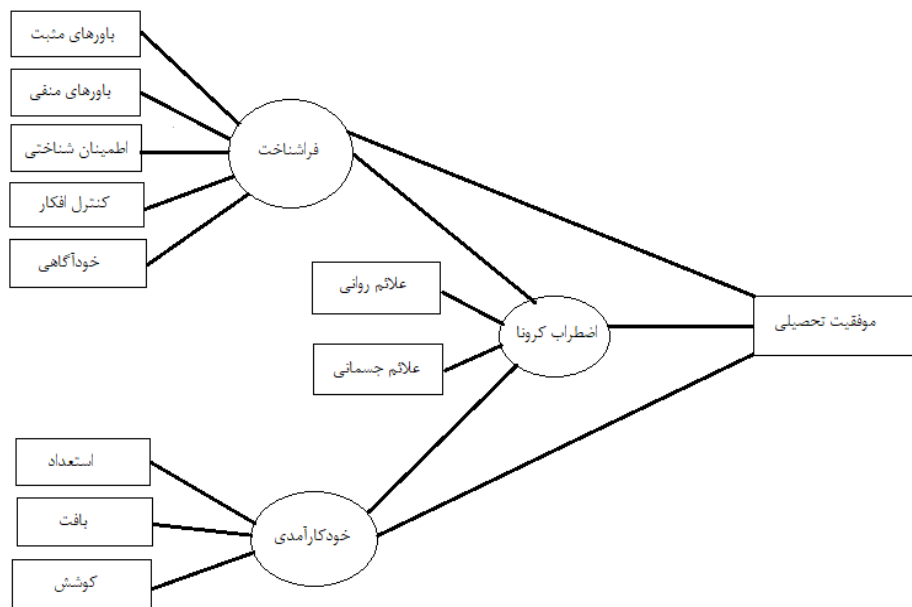 باورهای مثبت
باورهای منفی
اطمینان شناختی
کنترل افکار
خودآگاهی
فراشناخت
علائم روانی
علائم جسمانی
اضطراب کرونا
موفقیت تحصیلی
استعداد
بافت
کوشش
خودکارآمدی